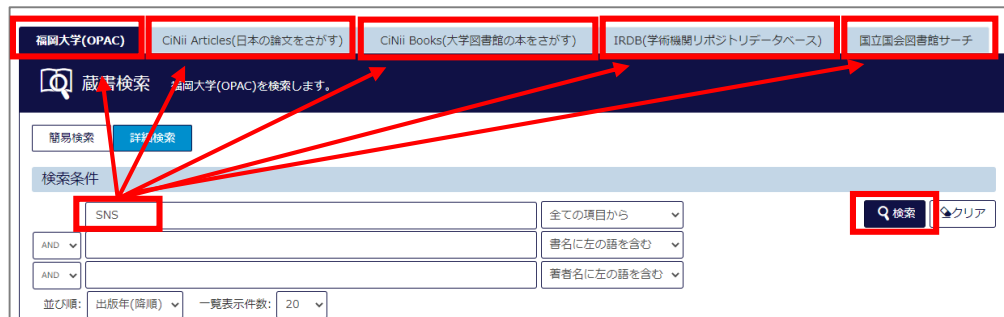 福岡大学(OPAC) CiNii Articles(日本の論文をさがす) CiNii Books(大学図書館の本をさがす) IRDB(学術機関リポジトリデータベース) 国立国会図書館サーチ
蔵書検索 福岡大学(OPAC)を検索します。
簡易検索 詳細検索
検索条件
SNS 全ての項目から 検索 クリア
AND 書名に左の語を含む
AND 著者名に左の語を含む
並び順: 出版年(降順) 一覧表示件数: 20